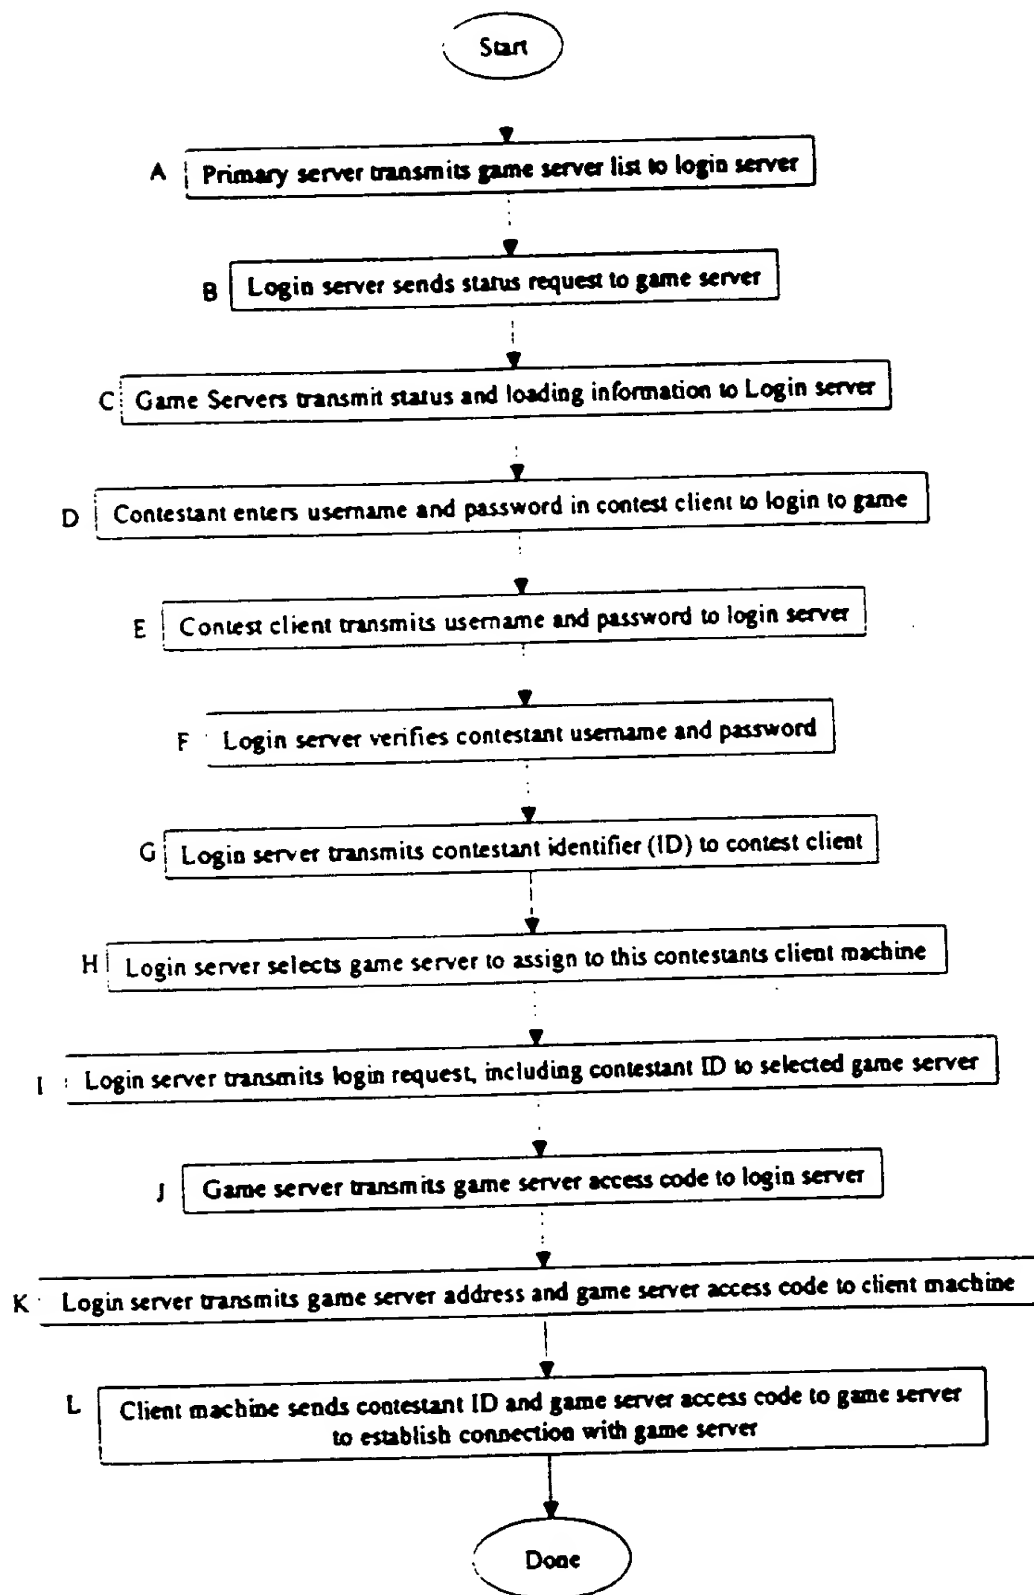 Start
A Primary server transmits game server list to login server
B Login server sends status request to game server
C Game Servers transmit status and loading information to Login server
D Contestant enters username and password in contest client to login to game
E Contest client transmits username and password to login server
F Login server verifies contestant username and password
G Login server transmits contestant identifier (ID) to contest client
H Login server selects game server to assign to this contestants client machine
I Login server transmits login request, including contestant ID to selected game server
J Game server transmits game server access code to login server
K Login server transmits game server address and game server access code to client machine
L Client machine sends contestant ID and game server access code to game server
to establish connection with game server
Done